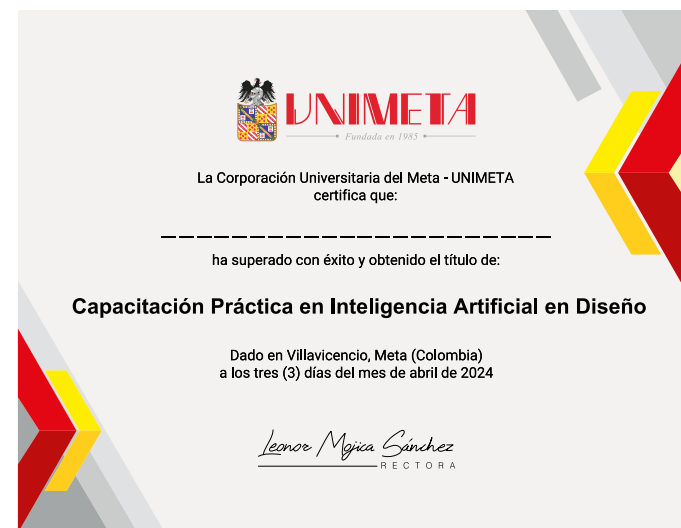 UNIMETA
Fundada en 1985
La Corporación Universitaria del Meta - UNIMETA
certifica que:
ha superado con éxito y obtenido el título de:
Capacitación Práctica en Inteligencia Artificial en Diseño
Dado en Villavicencio, Meta (Colombia)
a los tres (3) días del mes de abril de 2024
Leonor Mojica Sánchez
RECTORA